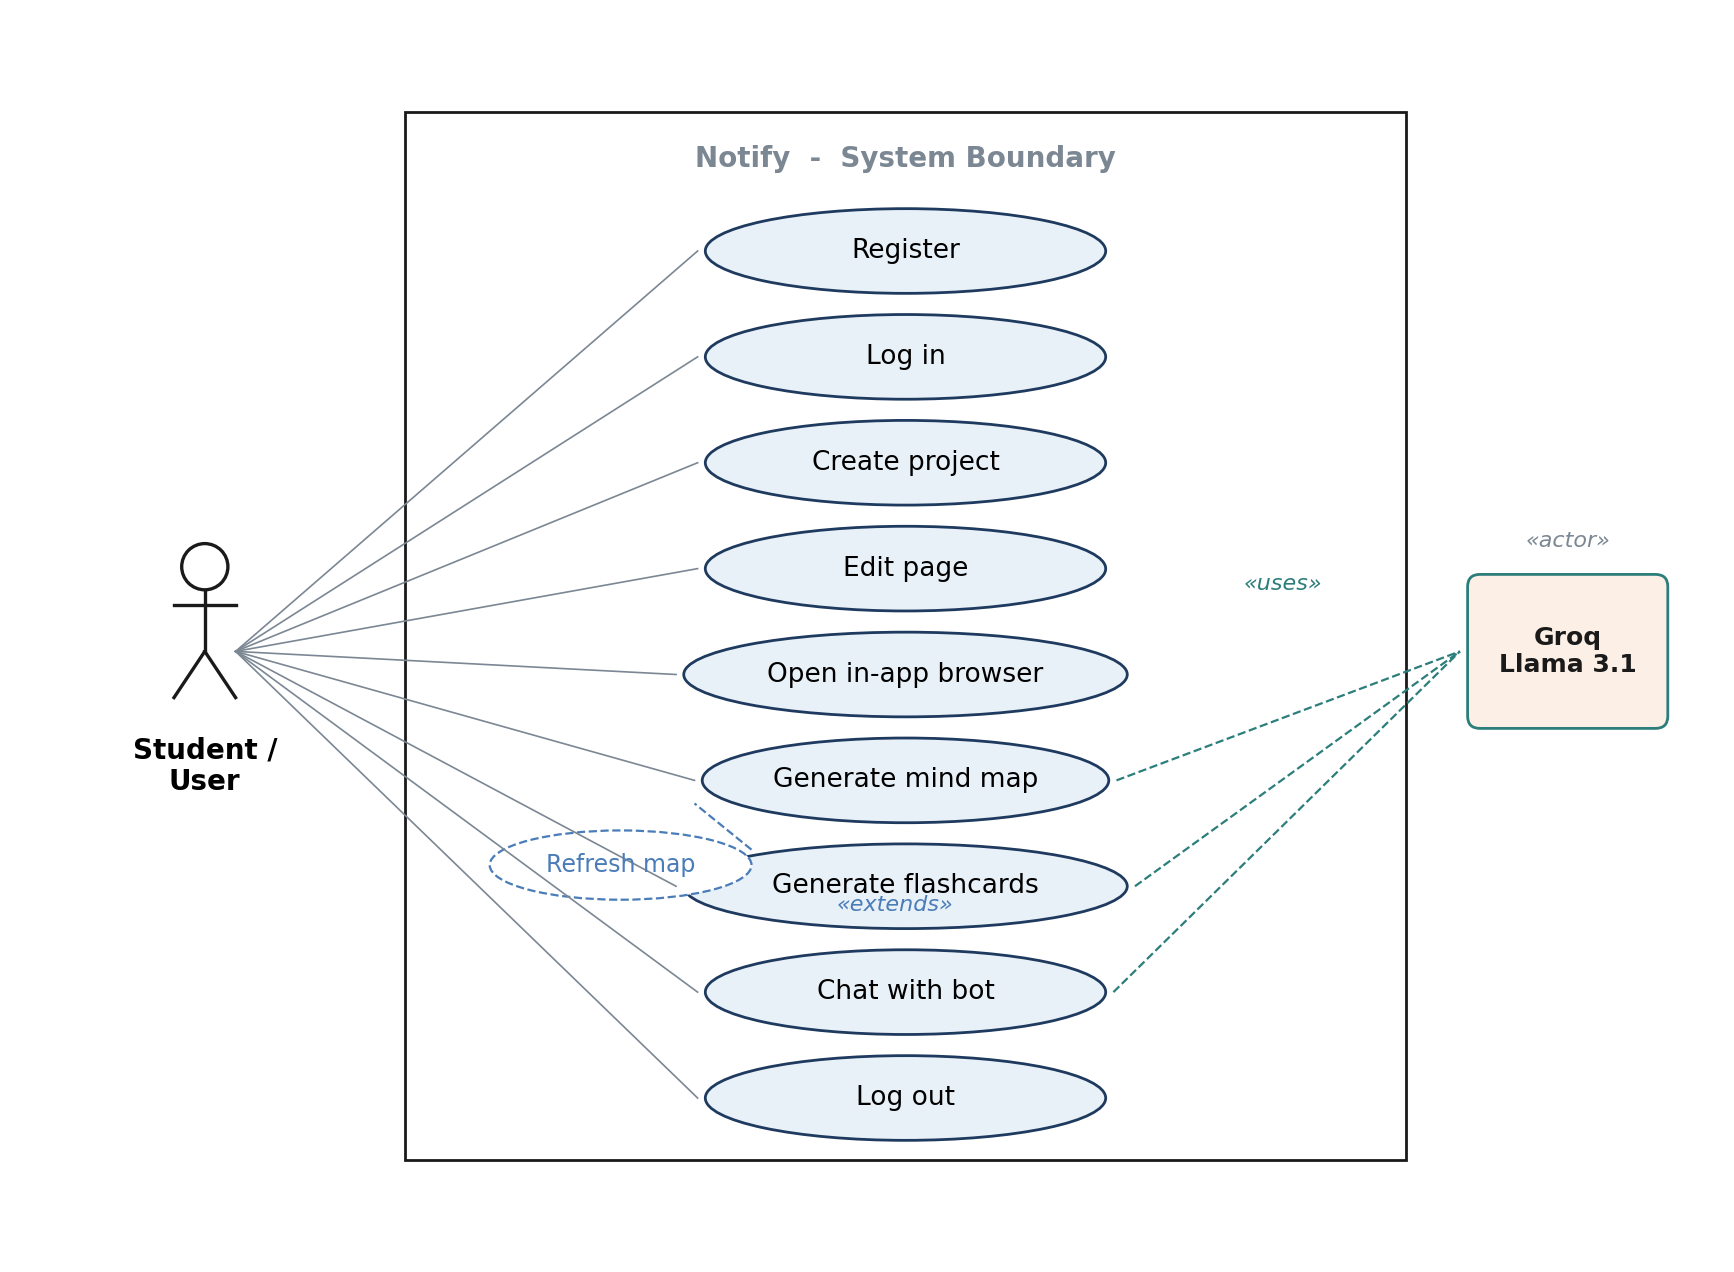 Notify - System Boundary
Register
Log in
Create project
Edit page
«uses»
«actor»
Groq
Llama 3.1
Open in-app browser
Student /
User
Generate mind map
Refresh map
Generate flashcards
«extends»
Chat with bot
Log out